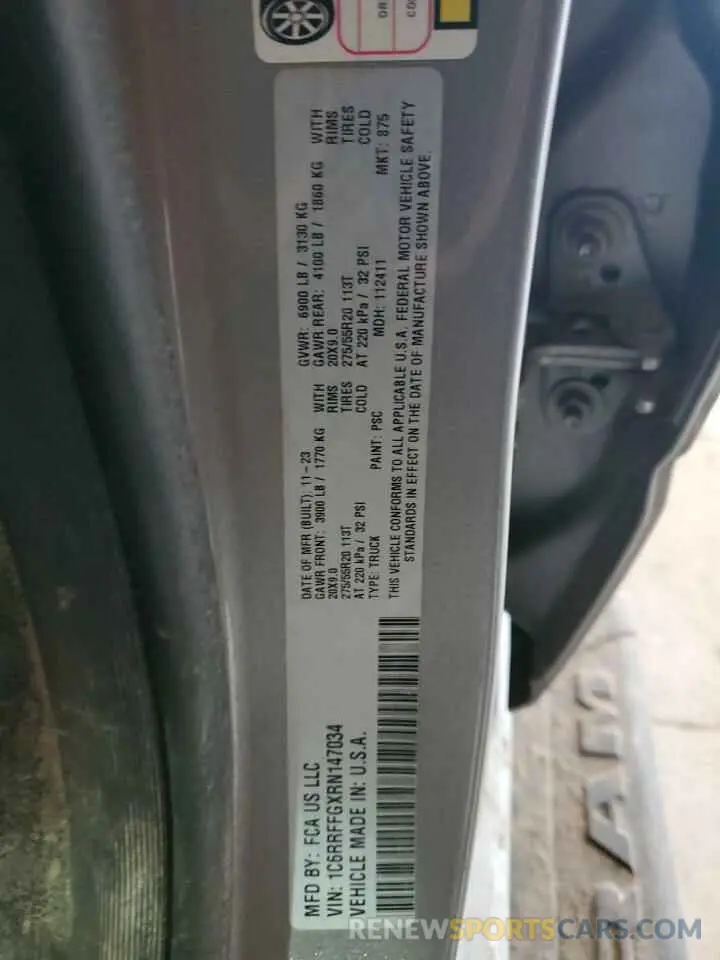 DR
CO
MFD BY: FCA US LLC
VIN: 1C6RRFFGXRN147034
VEHICLE MADE IN: U.S.A.
DATE OF MFR (BUILT) 11-23
GAWR FRONT: 3900 LB / 1770 KG WITH
20X9.0 RIMS
275/55R20 113T TIRES
AT 220 kPa / 32 PSI COLD
TYPE: TRUCK PAINT: PSC
GVWR: 6900 LB / 3130 KG
GAWR REAR: 4100 LB / 1860 KG WITH
20X9.0 RIMS
275/55R20 113T TIRES
AT 220 kPa / 32 PSI COLD
MDH: 112411 MKT: 875
THIS VEHICLE CONFORMS TO ALL APPLICABLE U.S.A. FEDERAL MOTOR VEHICLE SAFETY
STANDARDS IN EFFECT ON THE DATE OF MANUFACTURE SHOWN ABOVE.
RAM
RENEWSPORTSCARS.COM